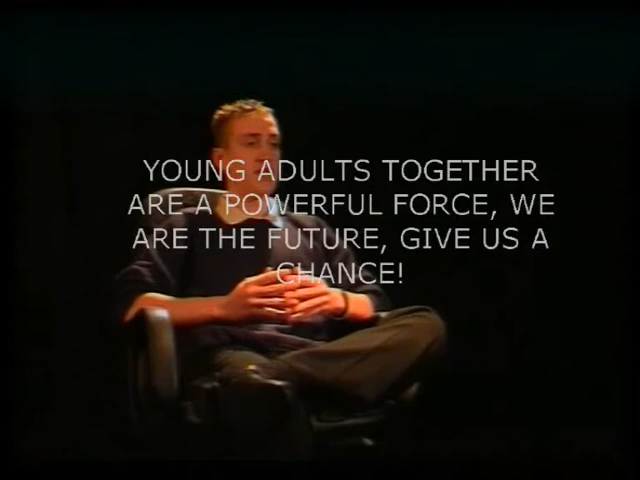 YOUNG ADULTS TOGETHER
ARE A POWERFUL FORCE, WE
ARE THE FUTURE, GIVE US A
CHANCE!